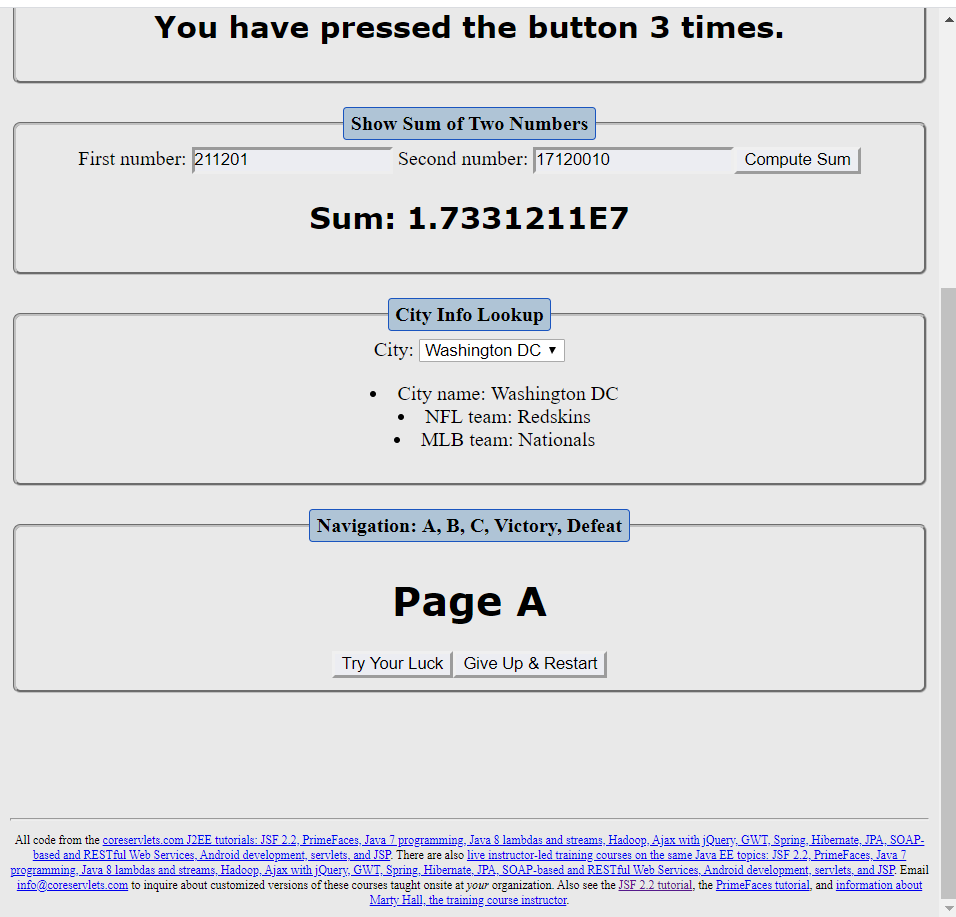 You have pressed the button 3 times.
Show Sum of Two Numbers
First number: 211201 Second number: 17120010 Compute Sum
Sum: 1.7331211E7
City Info Lookup
City: Washington DC ▼
• City name: Washington DC
• NFL team: Redskins
• MLB team: Nationals
Navigation: A, B, C, Victory, Defeat
Page A
Try Your Luck Give Up & Restart
All code from the coreservlets.com J2EE tutorials: JSF 2.2, PrimeFaces, Java 7 programming, Java 8 lambdas and streams, Hadoop, Ajax with jQuery, GWT, Spring, Hibernate, JPA, SOAP-
based and RESTful Web Services, Android development, servlets, and JSP. There are also live instructor-led training courses on the same Java EE topics: JSF 2.2, PrimeFaces, Java 7
programming, Java 8 lambdas and streams, Hadoop, Ajax with jQuery, GWT, Spring, Hibernate, JPA, SOAP-based and RESTful Web Services, Android development, servlets, and JSP. Email
info@coreservlets.com to inquire about customized versions of these courses taught onsite at your organization. Also see the JSF 2.2 tutorial, the PrimeFaces tutorial, and information about
Marty Hall, the training course instructor.